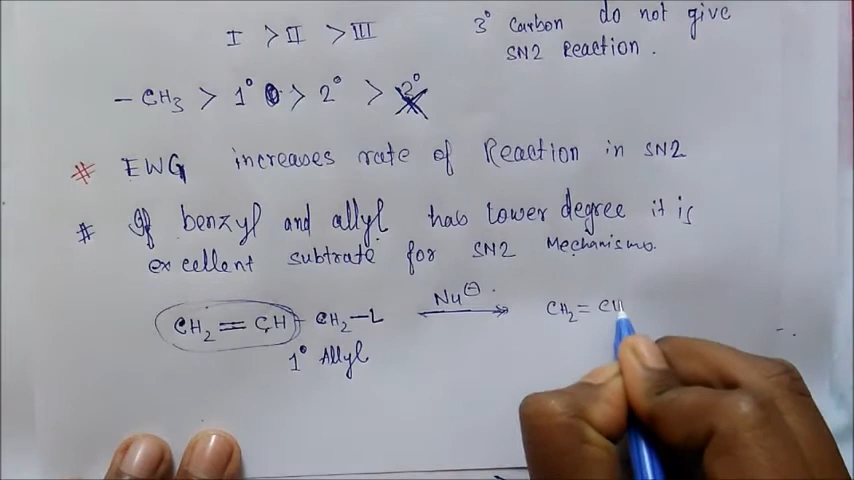 I > II > III
3° Carbon do not give
SN2 Reaction.
– CH3 > 1° > 2° >
# EWG increases rate of Reaction in SN2
# If benzyl and allyl has lower degree it is
excellent subtrate for SN2 Mechanismo.
CH2 = CH – CH2 – L Nu⊖. → CH2 = CH
1° Allyl